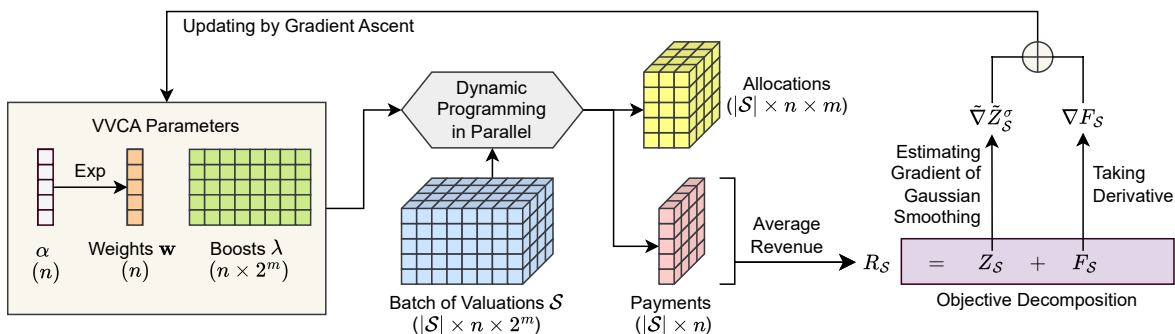 Updating by Gradient Ascent
VVCA Parameters
Exp
α
(n)
Weights w
(n)
Boosts λ
(n × 2^m)
Dynamic
Programming
in Parallel
Batch of Valuations 𝒮
(|𝒮| × n × 2^m)
Allocations
(|𝒮| × n × m)
Payments
(|𝒮| × n)
Average
Revenue
R_𝒮 = Z_𝒮 + F_𝒮
Objective Decomposition
Estimating
Gradient of
Gaussian
Smoothing
Taking
Derivative
∇̃Z̃^σ_𝒮
∇F_𝒮